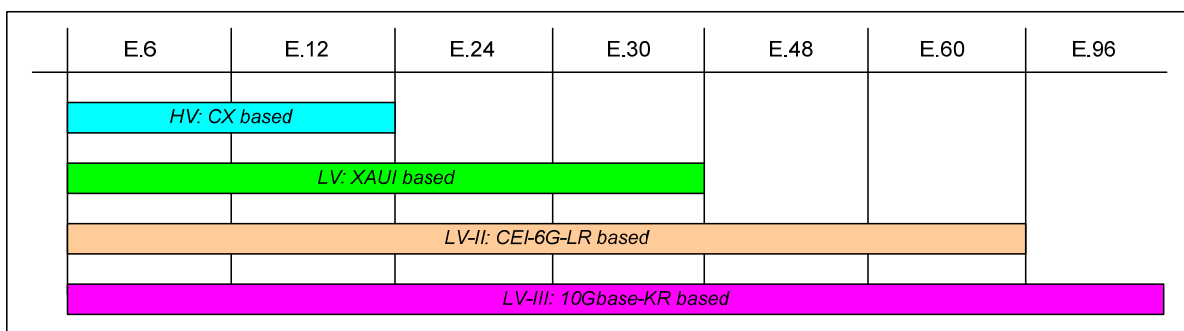 E.6 E.12 E.24 E.30 E.48 E.60 E.96
HV: CX based
LV: XAUI based
LV-II: CEI-6G-LR based
LV-III: 10Gbase-KR based